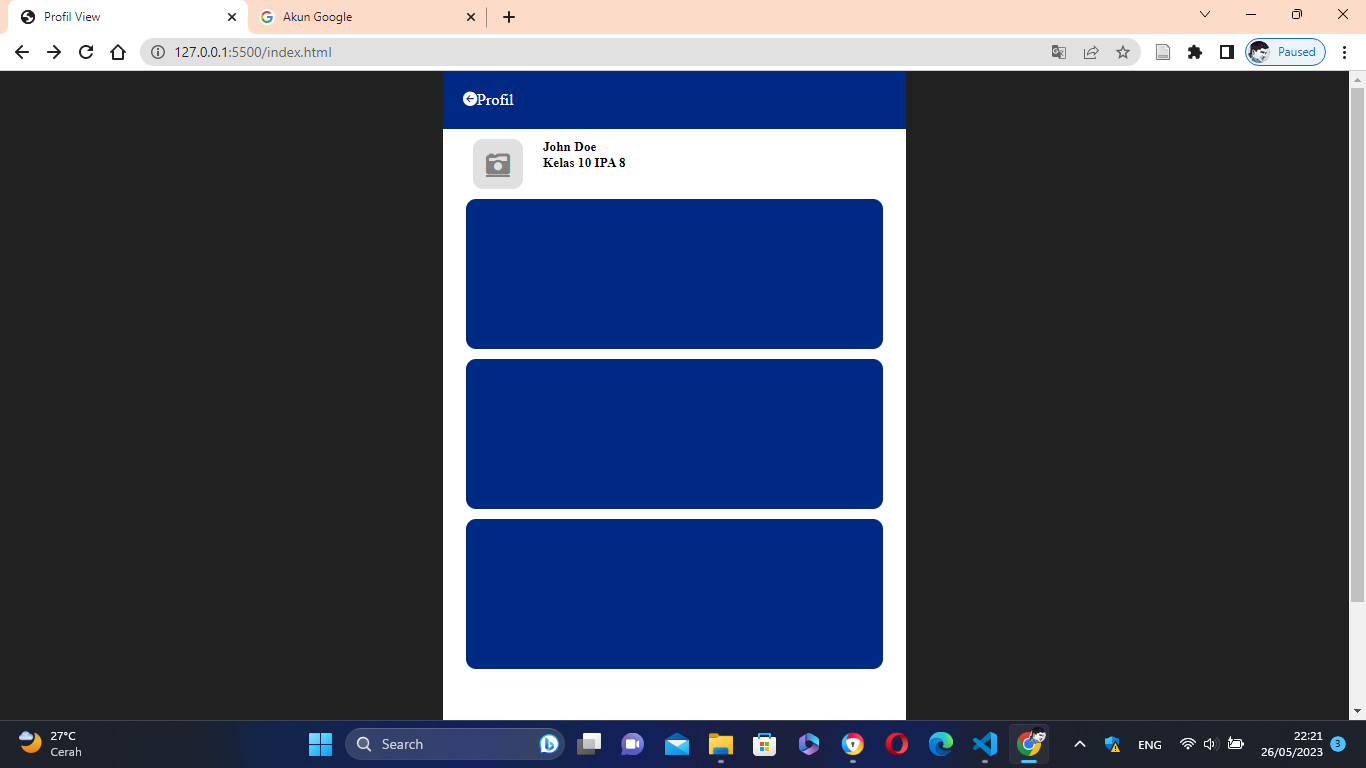 Profil View
Akun Google
127.0.0.1:5500/index.html
Paused
Profil
John Doe
Kelas 10 IPA 8
27°C
Cerah
Search
ENG
22:21
26/05/2023
3